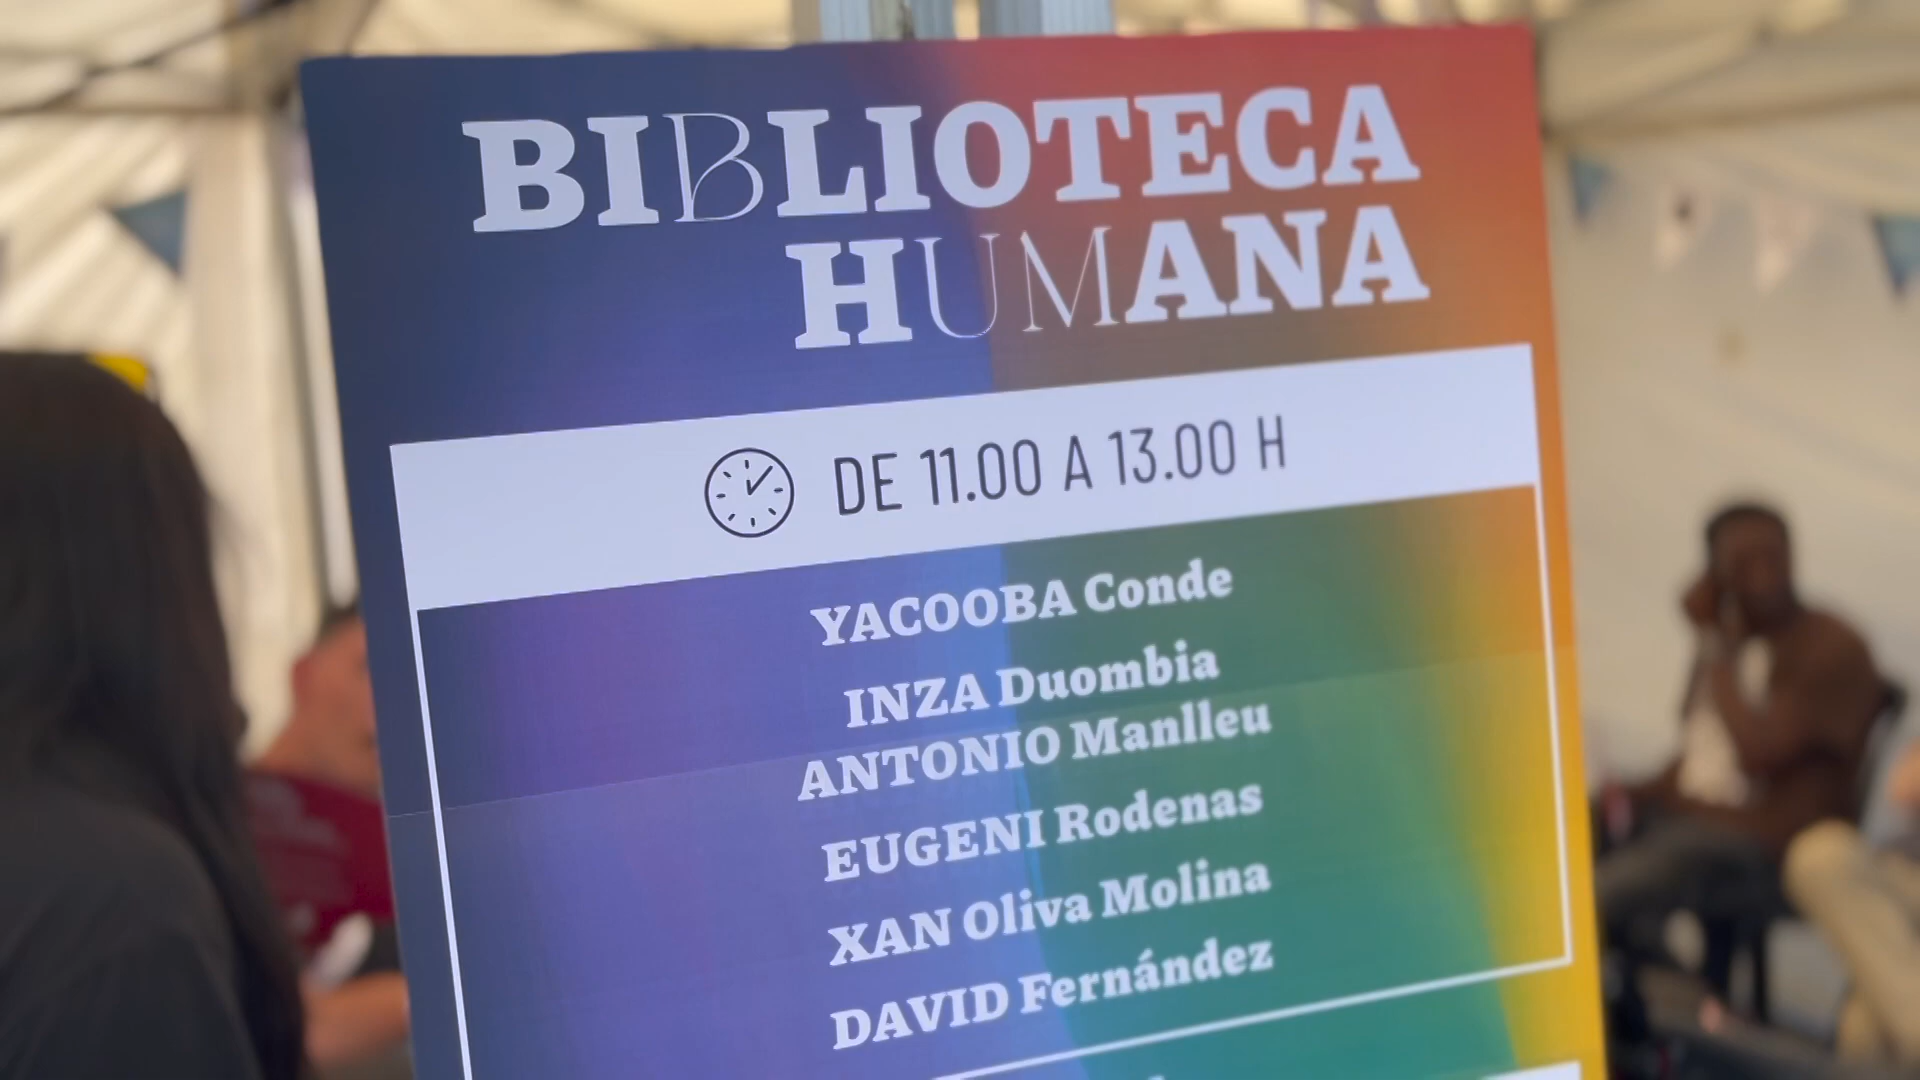 BIBLIOTECA
HUMANA
DE 11.00 A 13.00 H
YACOOBA Conde
INZA Duombia
ANTONIO Manlleu
EUGENI Rodenas
XAN Oliva Molina
DAVID Fernández